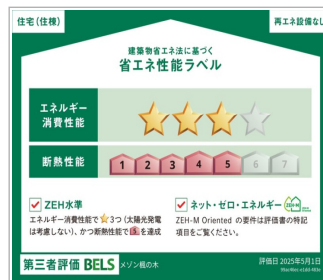 住宅（住棟）
再エネ設備なし
建築物省エネ法に基づく
省エネ性能ラベル
エネルギー
消費性能
断熱性能
1 2 3 4 5 6 7
ZEH水準
エネルギー消費性能で★3つ（太陽光発電
は考慮しない）、かつ断熱性能で5を達成
ネット・ゼロ・エネルギー ZEH-M
ZEH-M Oriented の要件は評価書の特記
項目をご覧ください。
第三者評価 BELS メゾン楓の木
評価日 2025年5月1日